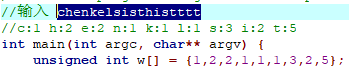 //输入 chenkelsisthistttt
//c:1 h:2 e:2 n:1 k:1 l:1 s:3 i:2 t:5
int main(int argc, char** argv) {
unsigned int w[] = {1,2,2,1,1,1,3,2,5};